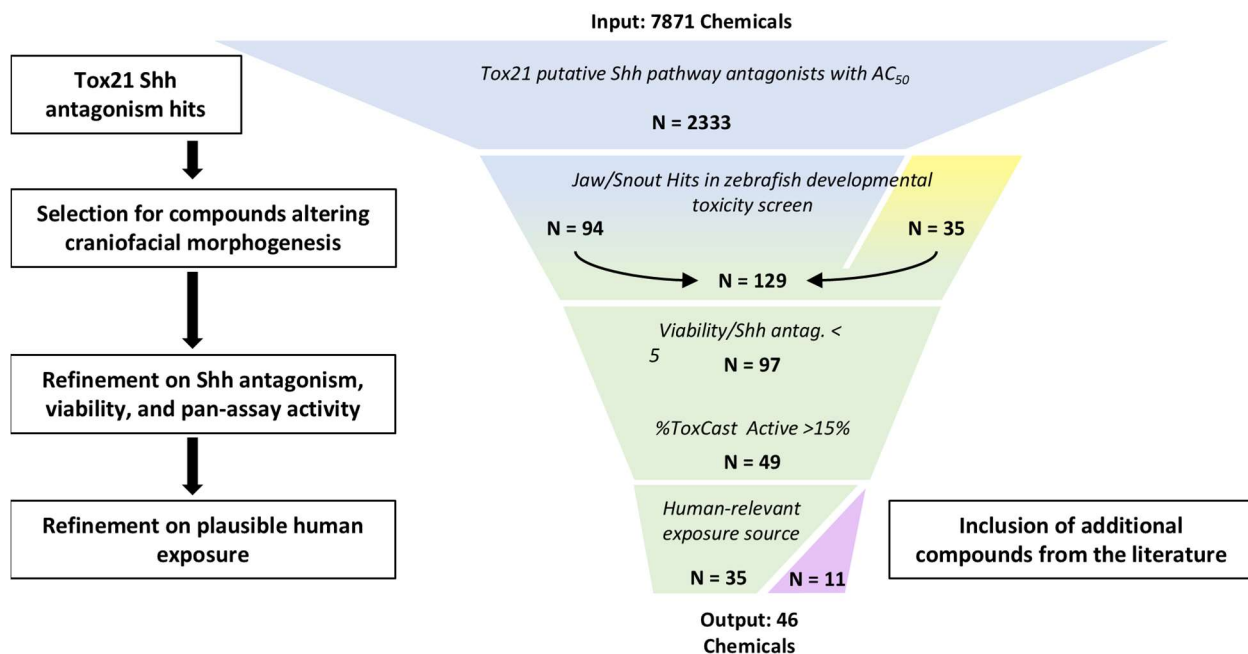 Input: 7871 Chemicals
Tox21 Shh
antagonism hits
Tox21 putative Shh pathway antagonists with AC50
N = 2333
Selection for compounds altering
craniofacial morphogenesis
Jaw/Snout Hits in zebrafish developmental
toxicity screen
N = 94
N = 35
N = 129
Refinement on Shh antagonism,
viability, and pan-assay activity
Viability/Shh antag. <
5
N = 97
%ToxCast Active >15%
N = 49
Refinement on plausible human
exposure
Human-relevant
exposure source
N = 35
N = 11
Inclusion of additional
compounds from the literature
Output: 46
Chemicals